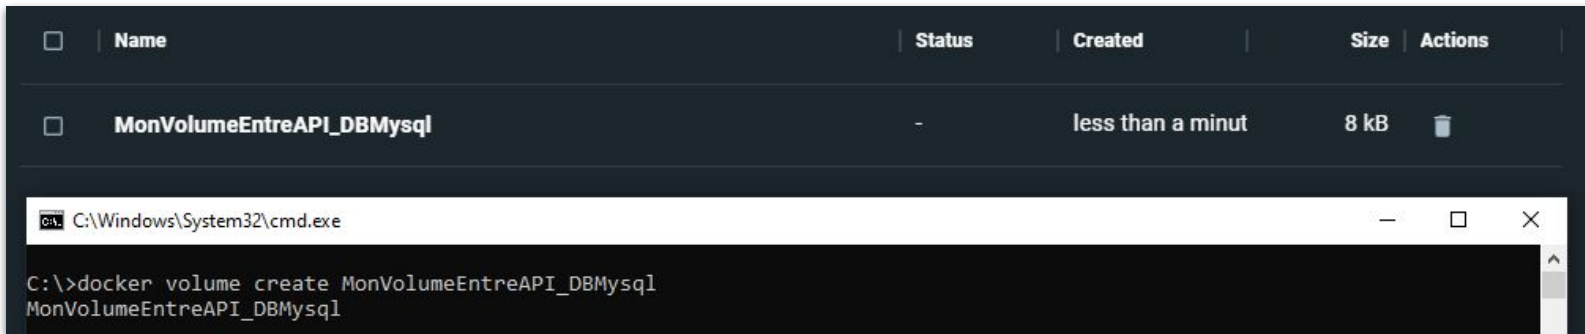 Name Status Created Size Actions
MonVolumeEntreAPI_DBMysql - less than a minut 8 kB
C:\Windows\System32\cmd.exe
C:\>docker volume create MonVolumeEntreAPI_DBMysql
MonVolumeEntreAPI_DBMysql